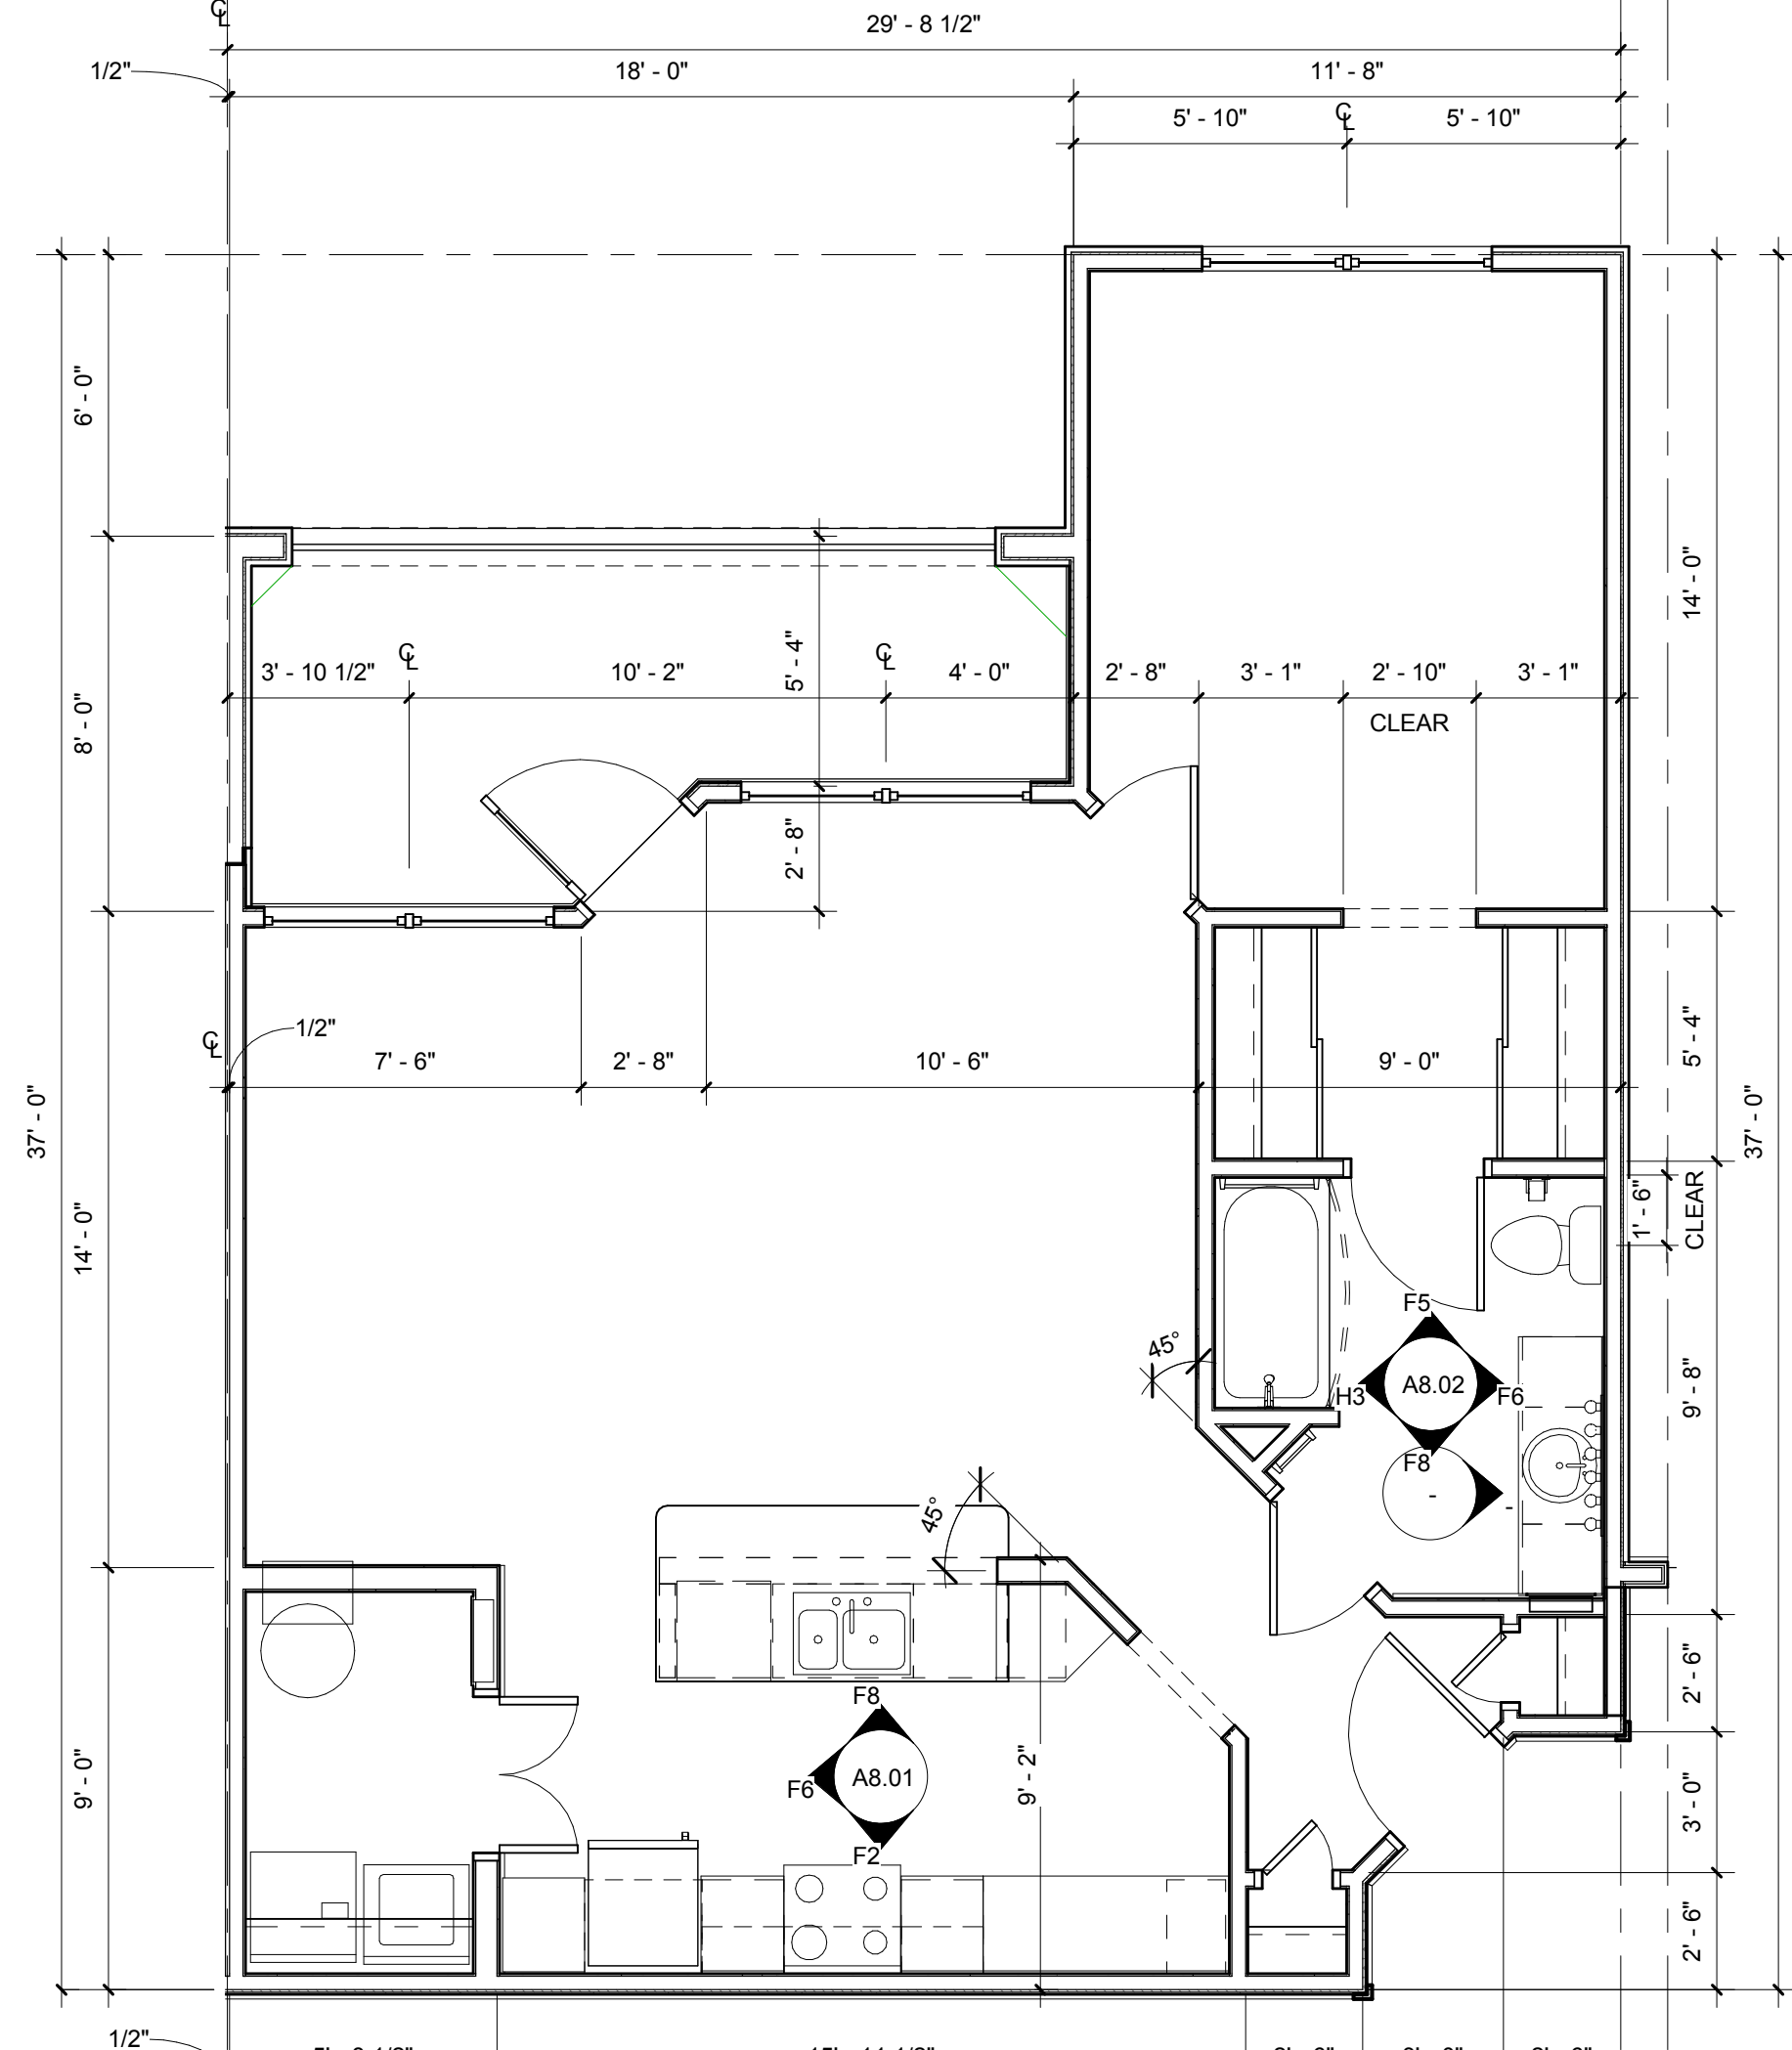 ℄
29' - 8 1/2"
1/2"
18' - 0"
11' - 8"
5' - 10"
℄
5' - 10"
6' - 0"
14' - 0"
8' - 0"
3' - 10 1/2"
℄
10' - 2"
5' - 4"
℄
4' - 0"
2' - 8"
3' - 1"
2' - 10"
3' - 1"
CLEAR
2' - 8"
℄
1/2"
7' - 6"
2' - 8"
10' - 6"
9' - 0"
5' - 4"
37' - 0"
37' - 0"
14' - 0"
1' - 6"
CLEAR
F5
45°
H3
A8.02
F6
9' - 8"
F8
-
-
45°
F8
2' - 6"
F6
A8.01
9' - 2"
9' - 0"
3' - 0"
F2
2' - 6"
1/2"